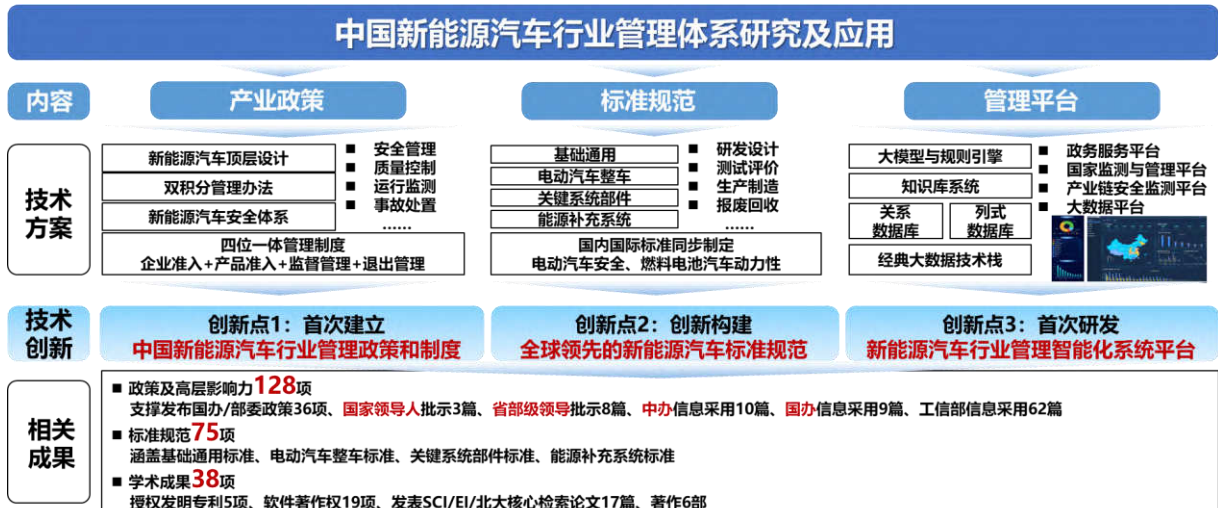 中国新能源汽车行业管理体系研究及应用
内容
产业政策
标准规范
管理平台
技术
方案
新能源汽车顶层设计
双积分管理办法
新能源汽车安全体系
■ 安全管理
■ 质量控制
■ 运行监测
■ 事故处置
……
四位一体管理制度
企业准入+产品准入+监督管理+退出管理
基础通用
电动汽车整车
关键系统部件
能源补充系统
■ 研发设计
■ 测试评价
■ 生产制造
■ 报废回收
……
国内国际标准同步制定
电动汽车安全、燃料电池汽车动力性
大模型与规则引擎
知识库系统
关系
数据库
列式
数据库
经典大数据技术栈
■ 政务服务平台
■ 国家监测与管理平台
■ 产业链安全监测平台
■ 大数据平台
技术
创新
创新点1：首次建立
中国新能源汽车行业管理政策和制度
创新点2：创新构建
全球领先的新能源汽车标准规范
创新点3：首次研发
新能源汽车行业管理智能化系统平台
相关
成果
■ 政策及高层影响力128项
支撑发布国办/部委政策36项、国家领导人批示3篇、省部级领导批示8篇、中办信息采用10篇、国办信息采用9篇、工信部信息采用62篇
■ 标准规范75项
涵盖基础通用标准、电动汽车整车标准、关键系统部件标准、能源补充系统标准
■ 学术成果38项
授权发明专利5项、软件著作权19项、发表SCI/EI/北大核心检索论文17篇、著作6部